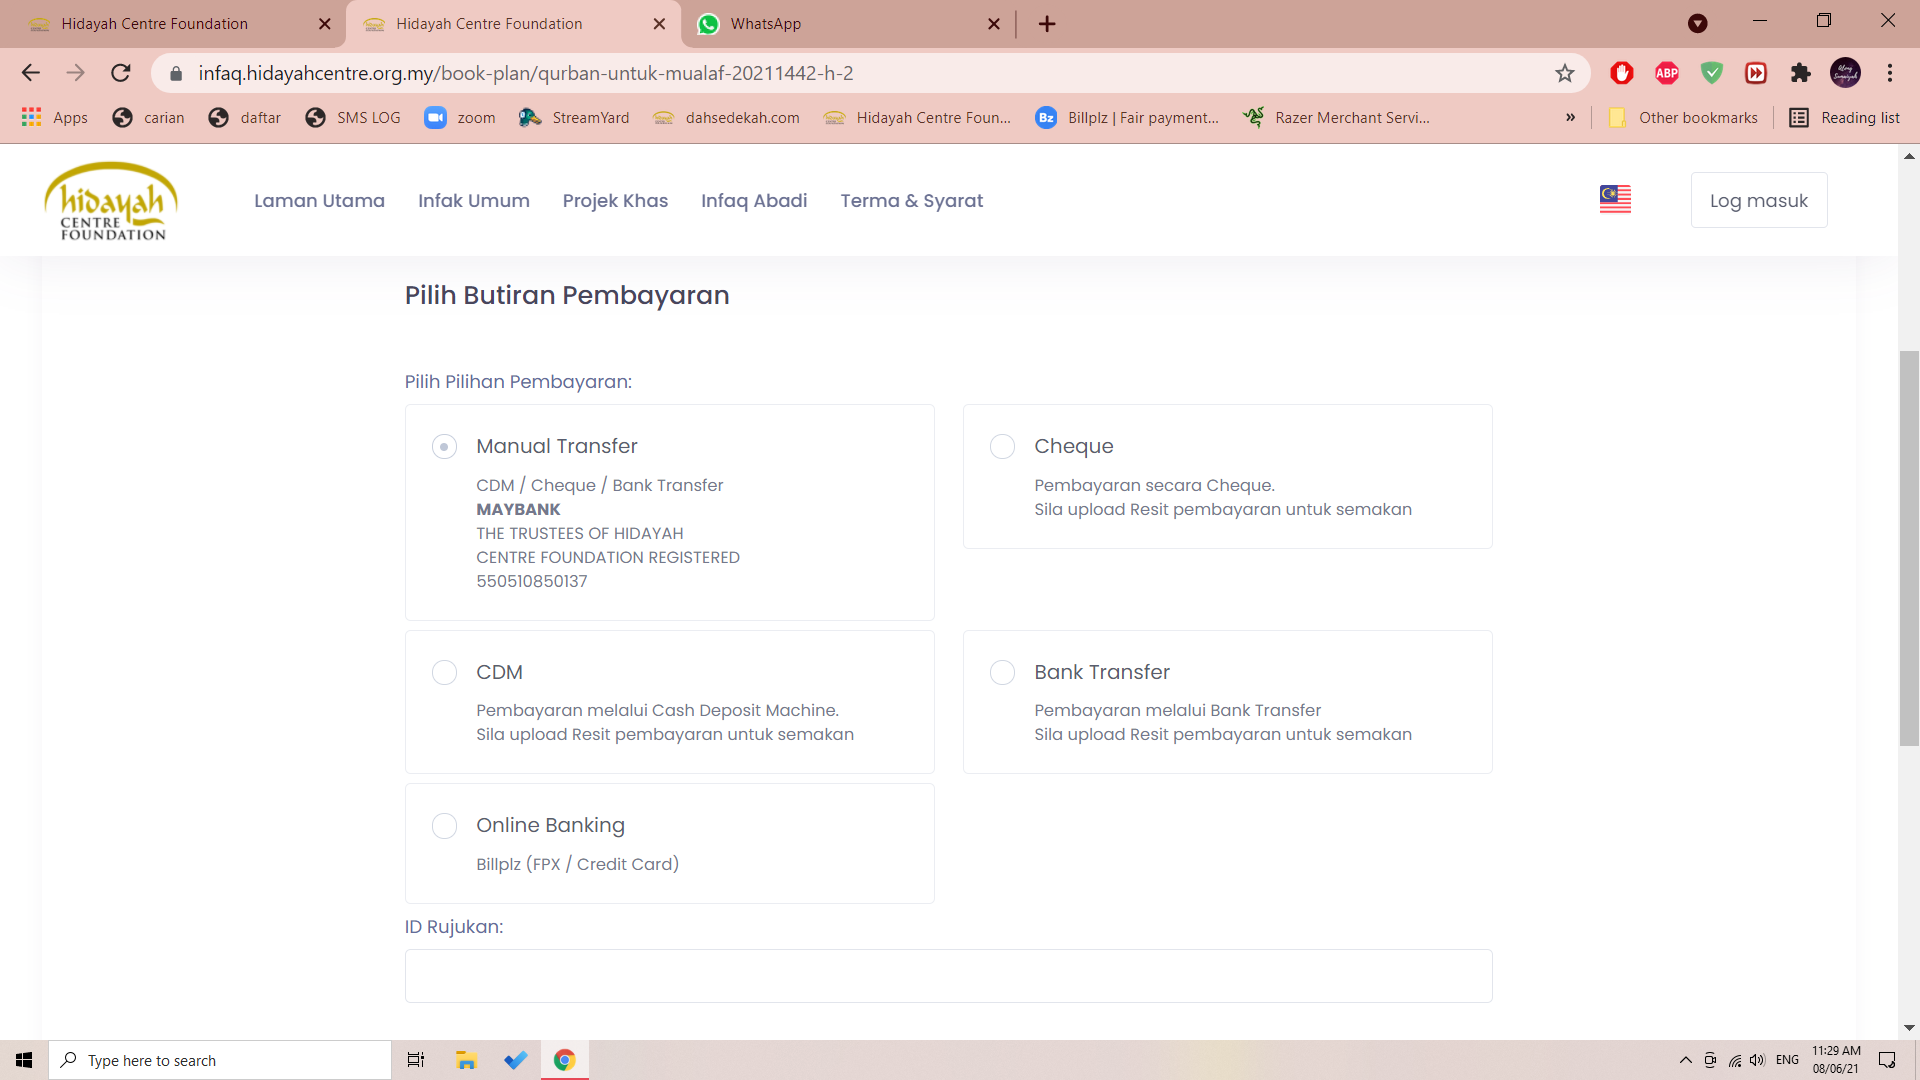 Hidayah Centre Foundation
Hidayah Centre Foundation
WhatsApp
infaq.hidayahcentre.org.my/book-plan/qurban-untuk-mualaf-20211442-h-2
ABP
Apps
carian
daftar
SMS LOG
zoom
StreamYard
dahsedekah.com
Hidayah Centre Foun...
Bz
Billplz | Fair payment...
Razer Merchant Servi...
»
Other bookmarks
Reading list
hidayah
CENTRE
FOUNDATION
Laman Utama
Infak Umum
Projek Khas
Infaq Abadi
Terma & Syarat
Log masuk
Pilih Butiran Pembayaran
Pilih Pilihan Pembayaran:
Manual Transfer
CDM / Cheque / Bank Transfer
MAYBANK
THE TRUSTEES OF HIDAYAH
CENTRE FOUNDATION REGISTERED
550510850137
Cheque
Pembayaran secara Cheque.
Sila upload Resit pembayaran untuk semakan
CDM
Pembayaran melalui Cash Deposit Machine.
Sila upload Resit pembayaran untuk semakan
Bank Transfer
Pembayaran melalui Bank Transfer
Sila upload Resit pembayaran untuk semakan
Online Banking
Billplz (FPX / Credit Card)
ID Rujukan:
Type here to search
ENG
11:29 AM
08/06/21